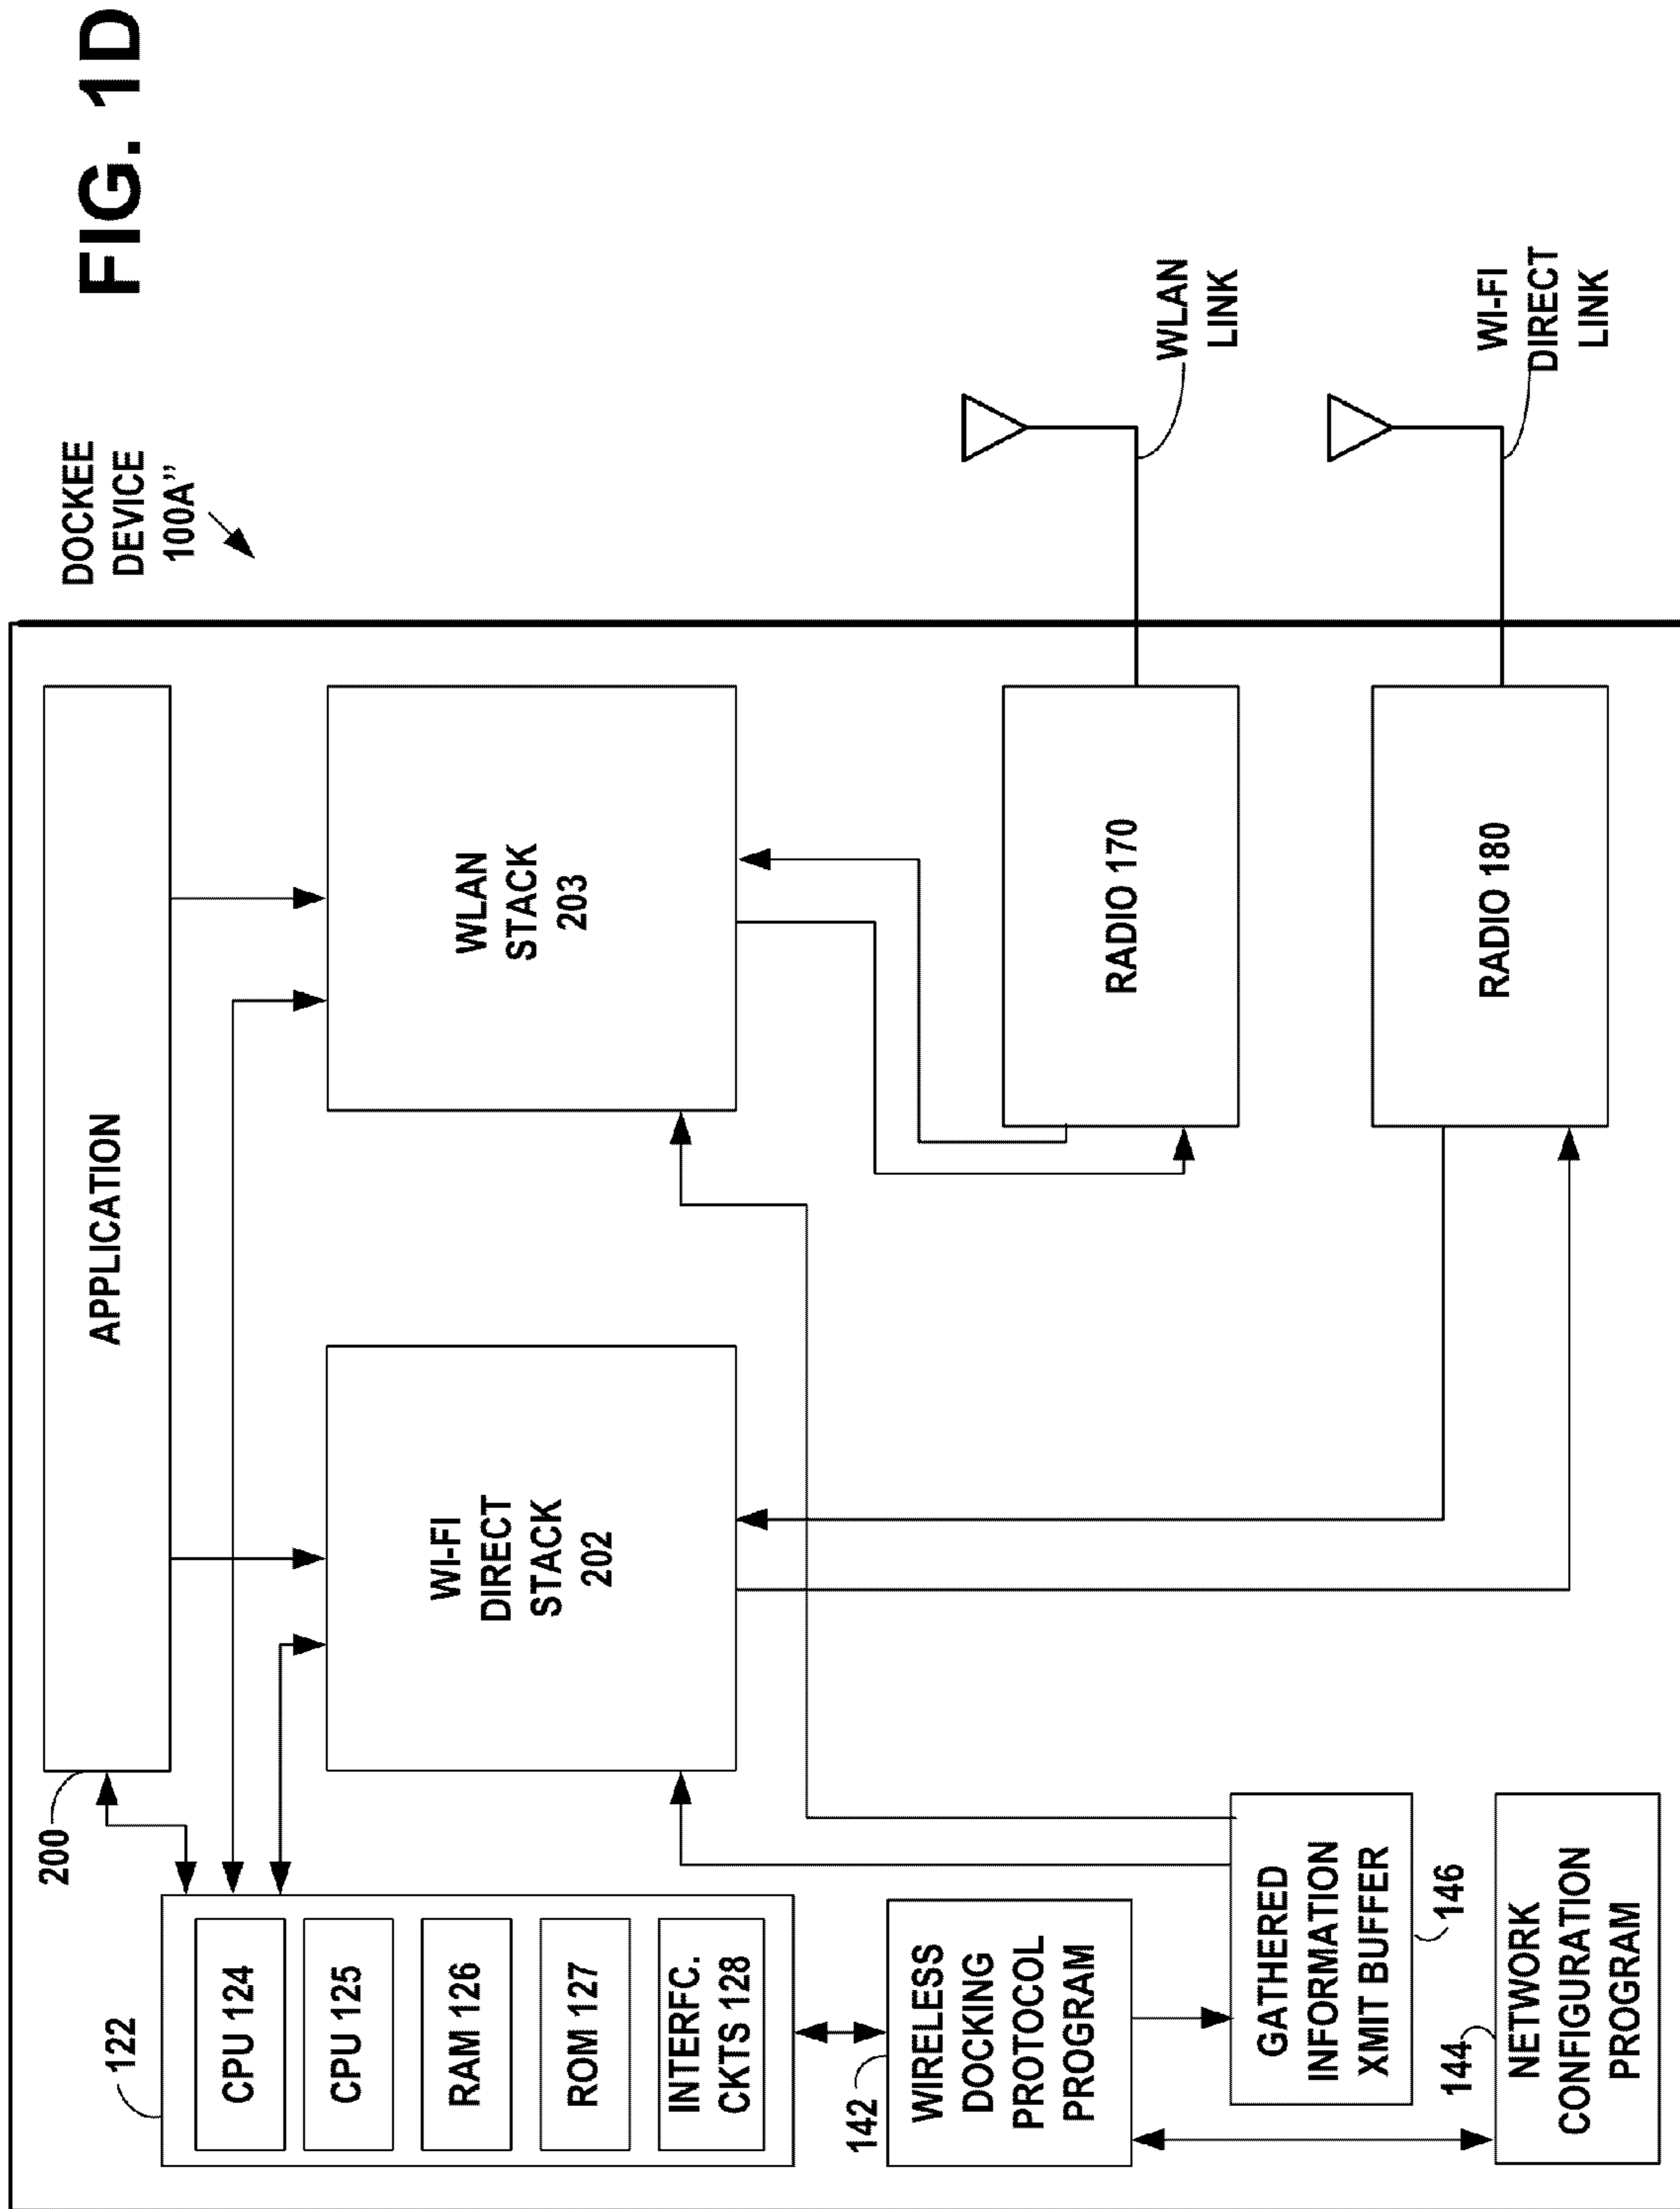 FIG. 1D
DOCKEE
DEVICE
100A"
200
APPLICATION
122
CPU 124
CPU 125
RAM 126
ROM 127
INTERFC.
CKTS 128
WI-FI
DIRECT
STACK
202
WLAN
STACK
203
142
WIRELESS
DOCKING
PROTOCOL
PROGRAM
GATHERED
INFORMATION
XMIT BUFFER
146
144
NETWORK
CONFIGURATION
PROGRAM
RADIO 170
RADIO 180
WLAN
LINK
WI-FI
DIRECT
LINK